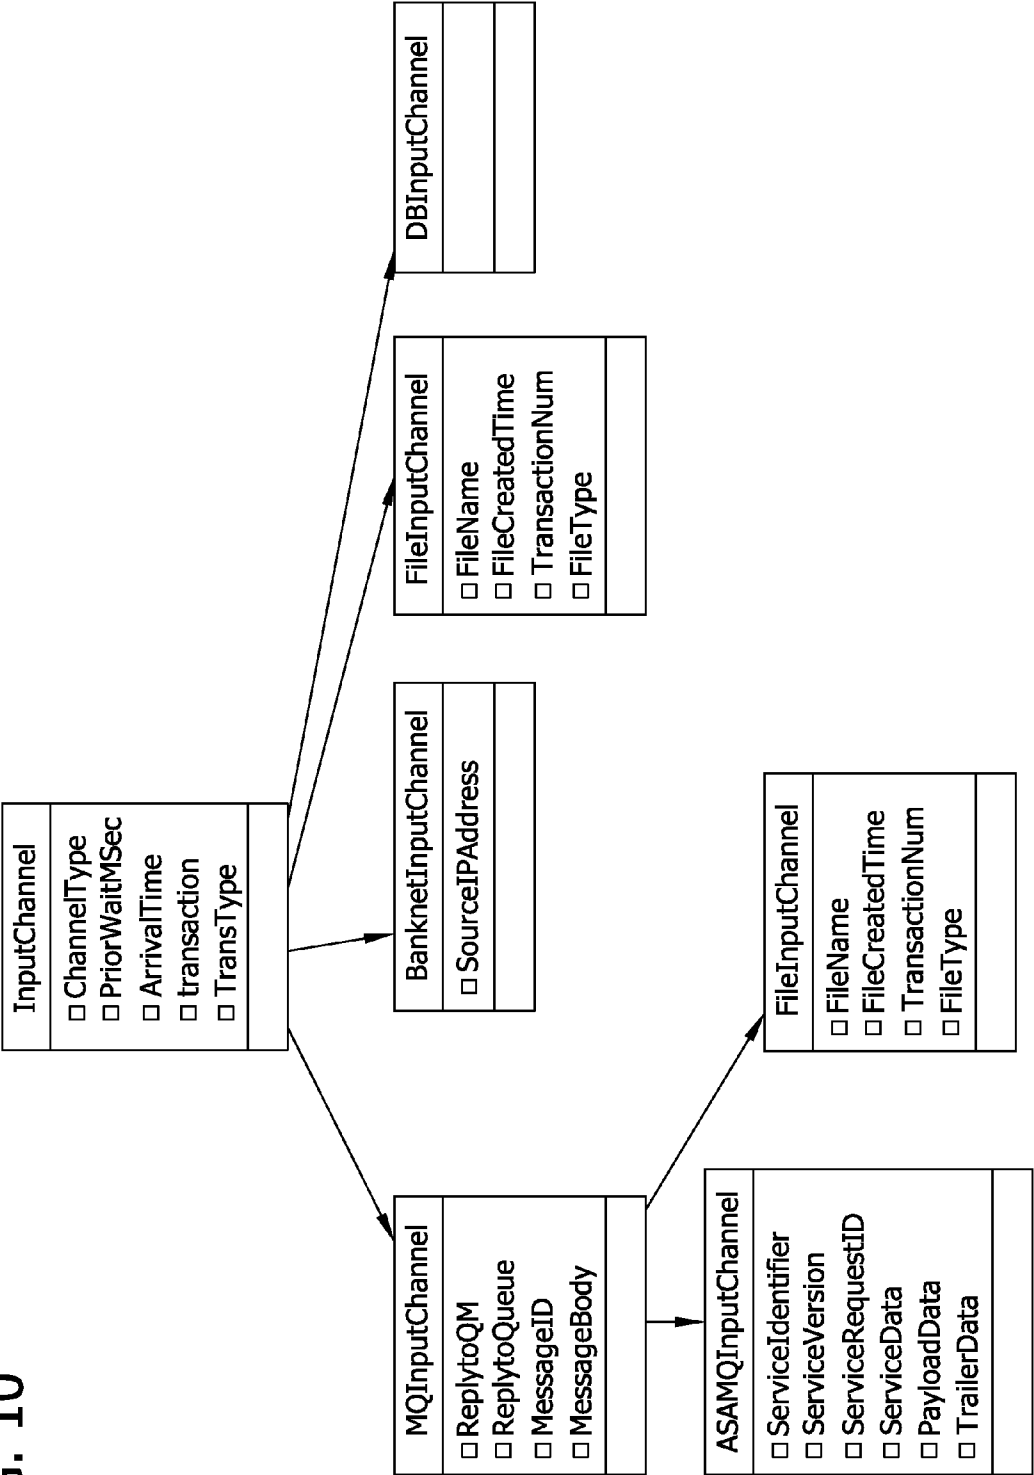 InputChannel
ChannelType
PriorWaitMSec
ArrivalTime
transaction
TransType
MQInputChannel
ReplytoQM
ReplytoQueue
MessageID
MessageBody
BanknetInputChannel
SourceIPAddress
FileInputChannel
FileName
FileCreatedTime
TransactionNum
FileType
DBInputChannel
ASAMQInputChannel
ServiceIdentifier
ServiceVersion
ServiceRequestID
ServiceData
PayloadData
TrailerData
FileInputChannel
FileName
FileCreatedTime
TransactionNum
FileType